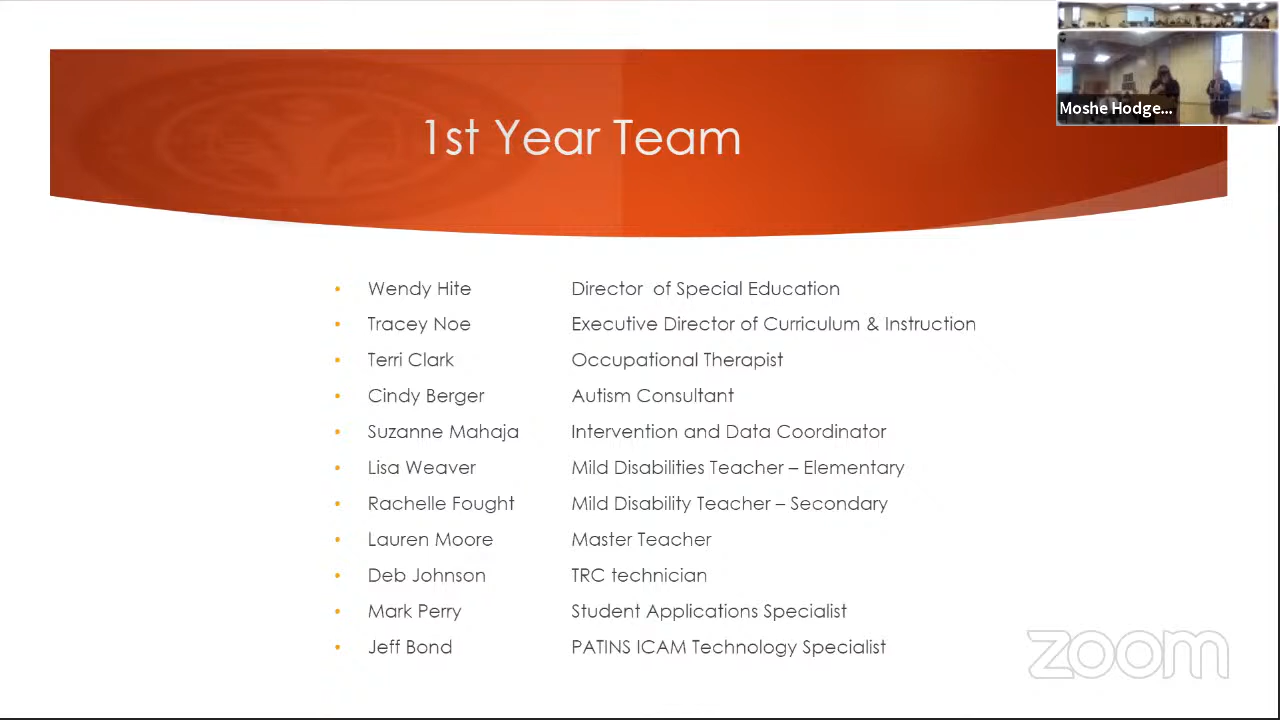 Moshe Hodge...
1st Year Team
• Wendy Hite Director of Special Education
• Tracey Noe Executive Director of Curriculum & Instruction
• Terri Clark Occupational Therapist
• Cindy Berger Autism Consultant
• Suzanne Mahaja Intervention and Data Coordinator
• Lisa Weaver Mild Disabilities Teacher – Elementary
• Rachelle Fought Mild Disability Teacher – Secondary
• Lauren Moore Master Teacher
• Deb Johnson TRC technician
• Mark Perry Student Applications Specialist
• Jeff Bond PATINS ICAM Technology Specialist
zoom